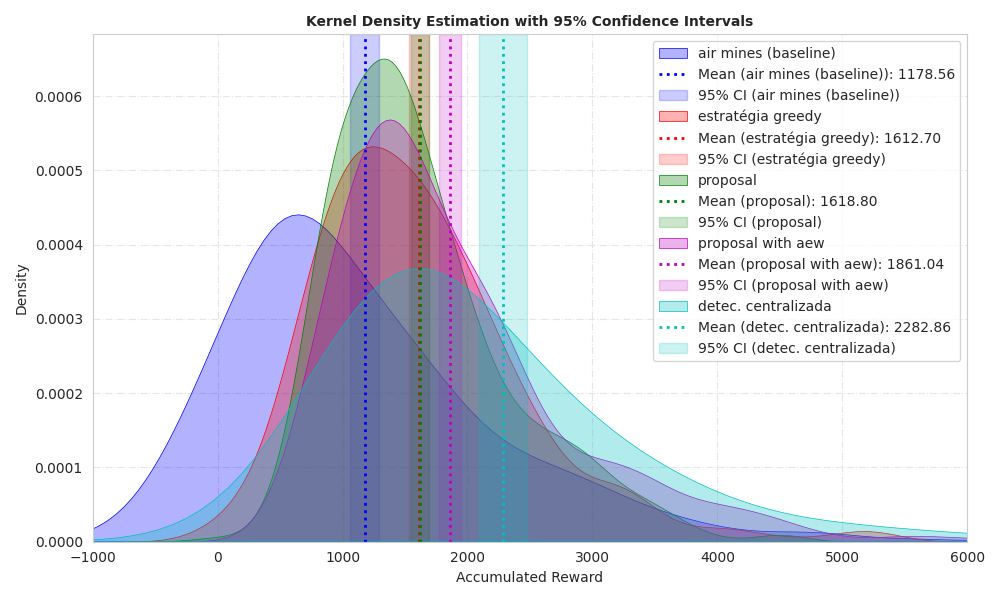 Kernel Density Estimation with 95% Confidence Intervals
air mines (baseline)
Mean (air mines (baseline)): 1178.56
95% CI (air mines (baseline))
estratégia greedy
Mean (estratégia greedy): 1612.70
95% CI (estratégia greedy)
proposal
Mean (proposal): 1618.80
95% CI (proposal)
proposal with aew
Mean (proposal with aew): 1861.04
95% CI (proposal with aew)
detec. centralizada
Mean (detec. centralizada): 2282.86
95% CI (detec. centralizada)
Density
0.0006
0.0005
0.0004
0.0003
0.0002
0.0001
0.0000
−1000 0 1000 2000 3000 4000 5000 6000
Accumulated Reward